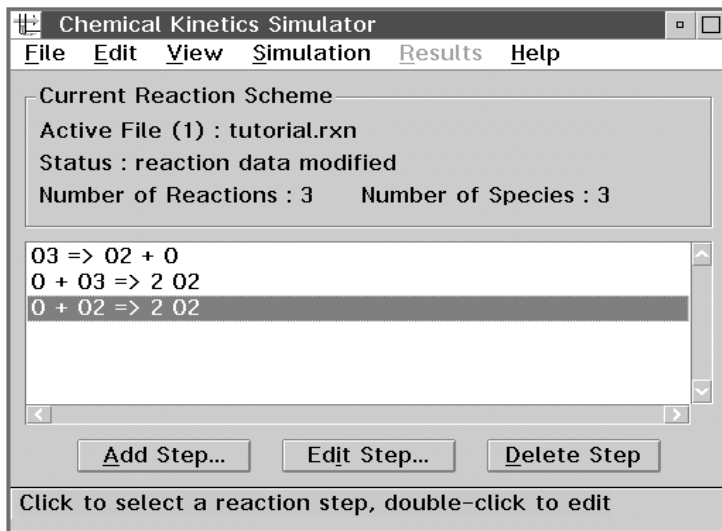 Chemical Kinetics Simulator
File Edit View Simulation Results Help
Current Reaction Scheme
Active File (1) : tutorial.rxn
Status : reaction data modified
Number of Reactions : 3 Number of Species : 3
O3 => O2 + O
O + O3 => 2 O2
O + O2 => 2 O2
Add Step... Edit Step... Delete Step
Click to select a reaction step, double-click to edit